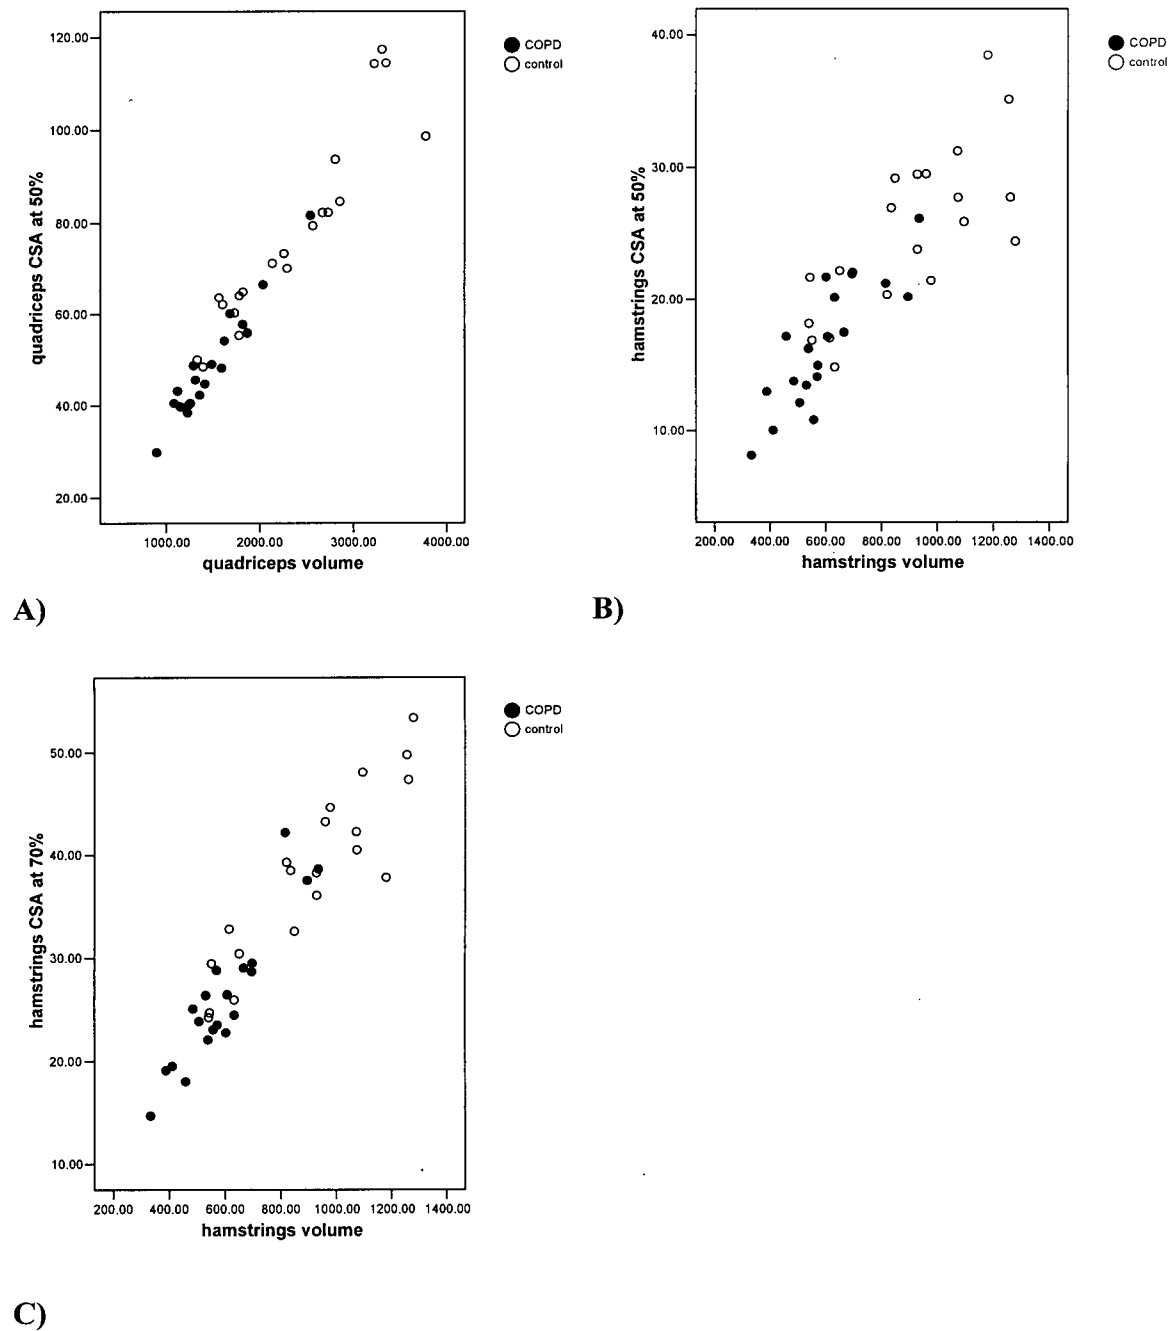 120.00
100.00
80.00
60.00
40.00
20.00
quadriceps CSA at 50%
1000.00 2000.00 3000.00 4000.00
quadriceps volume
COPD
control
A)
40.00
30.00
20.00
10.00
hamstrings CSA at 50%
200.00 400.00 600.00 800.00 1000.00 1200.00 1400.00
hamstrings volume
COPD
control
B)
50.00
40.00
30.00
20.00
10.00
hamstrings CSA at 70%
200.00 400.00 600.00 800.00 1000.00 1200.00 1400.00
hamstrings volume
COPD
control
C)